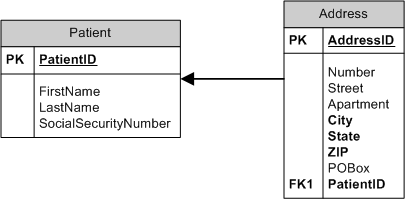 Patient
PK PatientID
FirstName
LastName
SocialSecurityNumber
Address
PK AddressID
Number
Street
Apartment
City
State
ZIP
POBox
FK1 PatientID